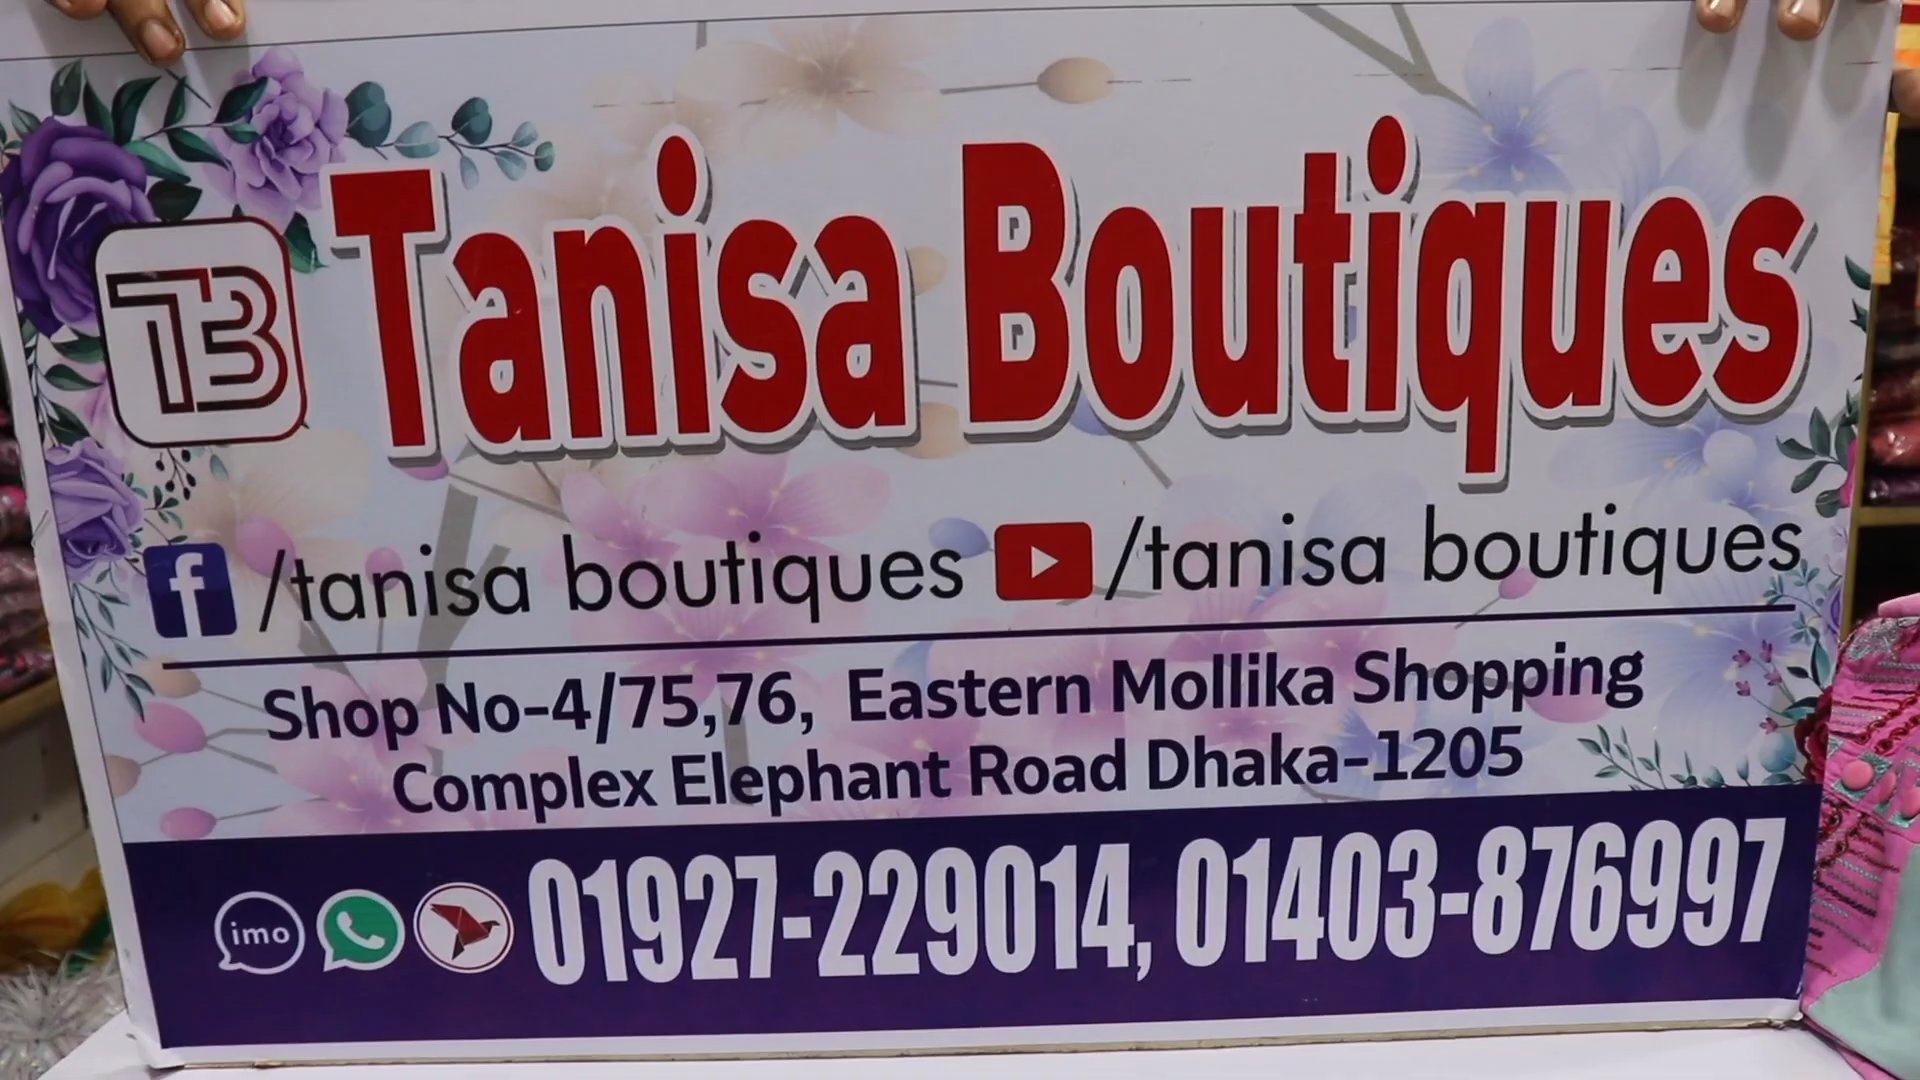 TB Tanisa Boutiques
/tanisa boutiques /tanisa boutiques
Shop No-4/75,76, Eastern Mollika Shopping
Complex Elephant Road Dhaka-1205
imo 01927-229014, 01403-876997